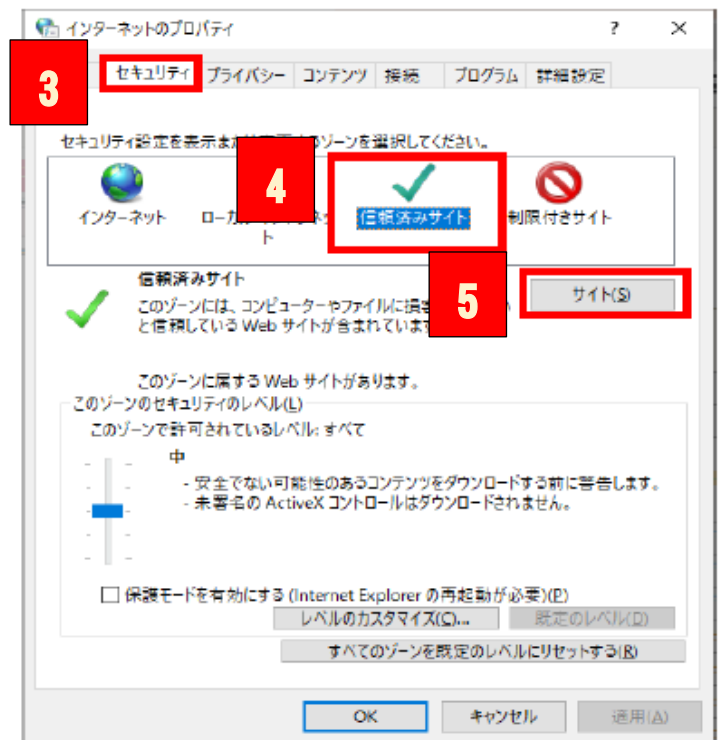 インターネットのプロパティ
? ×
3
セキュリティ プライバシー コンテンツ 接続 プログラム 詳細設定
セキュリティ設定を表示ま するゾーンを選択してください。
4
インターネット ローカル ネッ 信頼済みサイト 制限付きサイト
ト
信頼済みサイト
5
サイト(S)
このゾーンには、コンピューターやファイルに損害
と信頼している Web サイトが含まれています
このゾーンに属する Web サイトがあります。
このゾーンのセキュリティのレベル(L)
このゾーンで許可されているレベル: すべて
中
- 安全でない可能性のあるコンテンツをダウンロードする前に警告します。
- 未署名の ActiveX コントロールはダウンロードされません。
保護モードを有効にする (Internet Explorer の再起動が必要)(P)
レベルのカスタマイズ(C)... 既定のレベル(D)
すべてのゾーンを既定のレベルにリセットする(R)
OK キャンセル 適用(A)